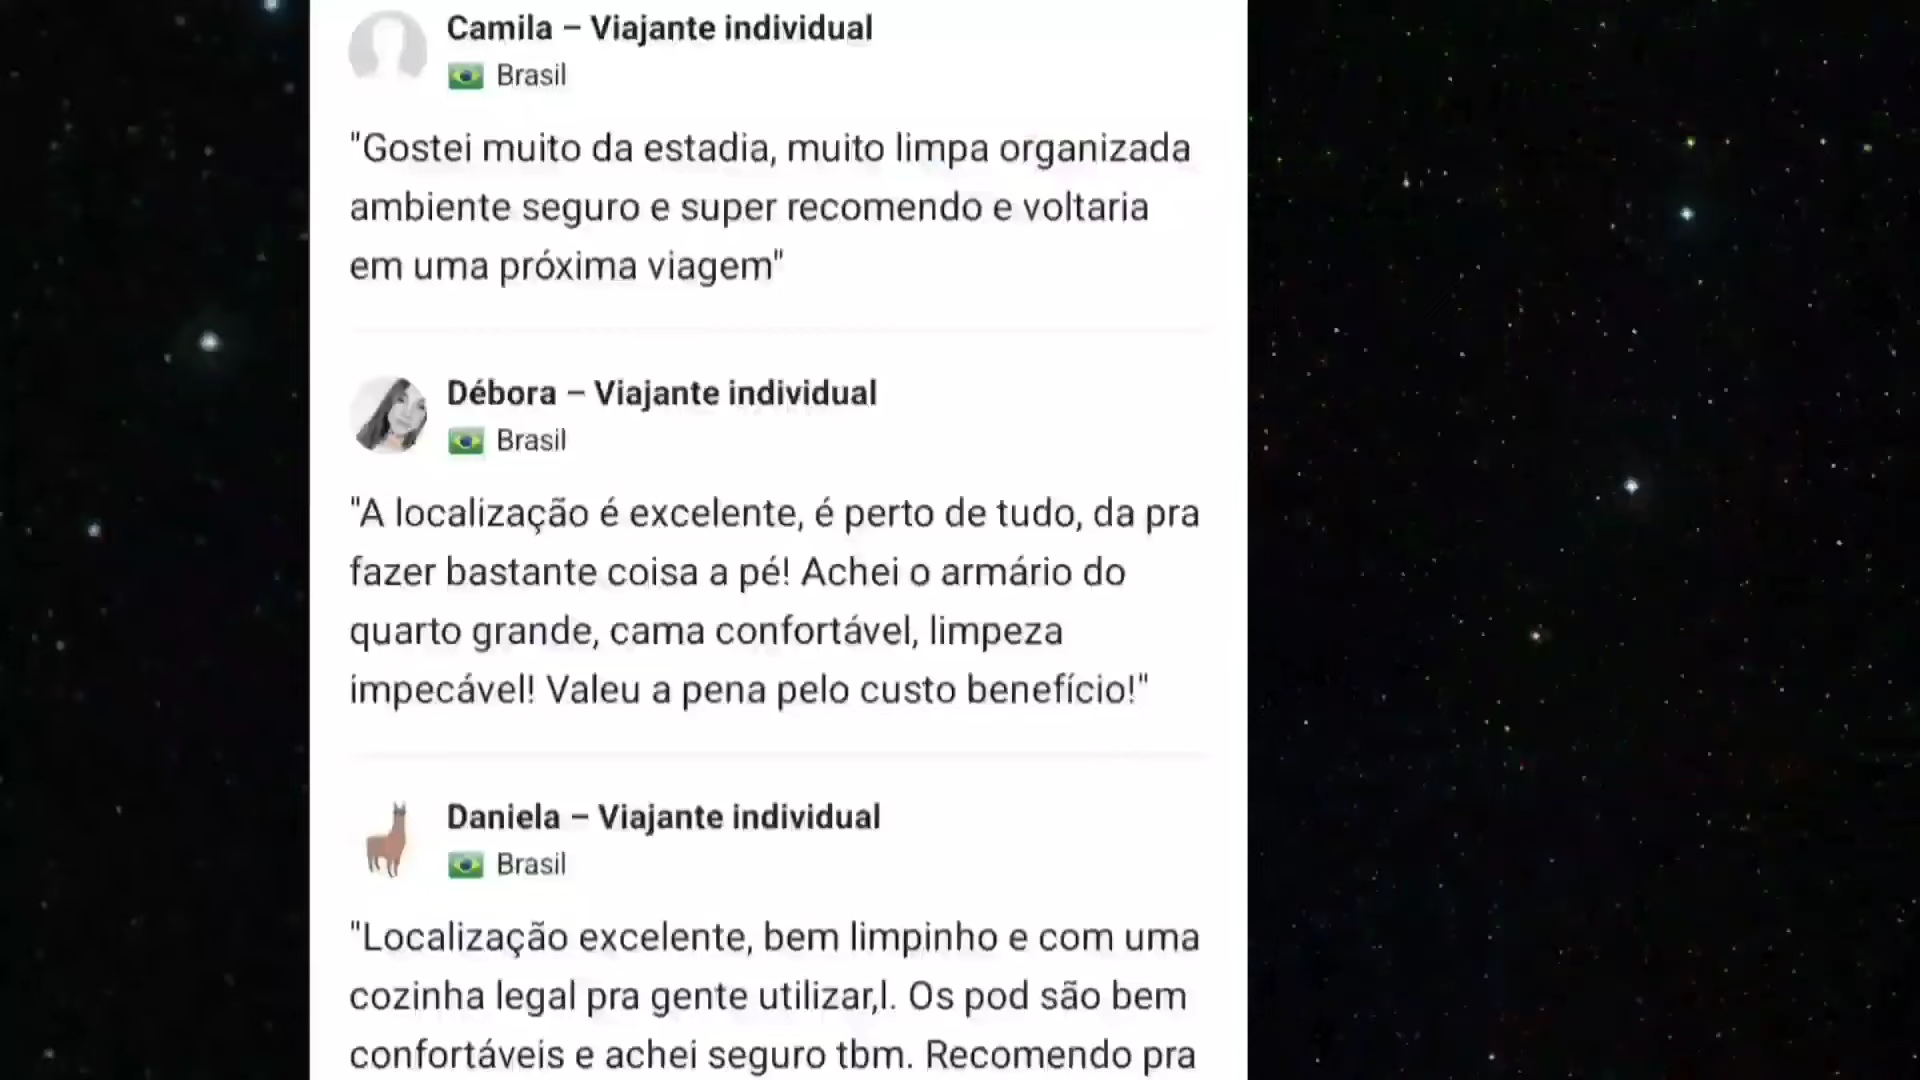 Camila – Viajante individual
Brasil
"Gostei muito da estadia, muito limpa organizada
ambiente seguro e super recomendo e voltaria
em uma próxima viagem"
Débora – Viajante individual
Brasil
"A localização é excelente, é perto de tudo, da pra
fazer bastante coisa a pé! Achei o armário do
quarto grande, cama confortável, limpeza
impecável! Valeu a pena pelo custo benefício!"
Daniela – Viajante individual
Brasil
"Localização excelente, bem limpinho e com uma
cozinha legal pra gente utilizar,l. Os pod são bem
confortáveis e achei seguro tbm. Recomendo pra